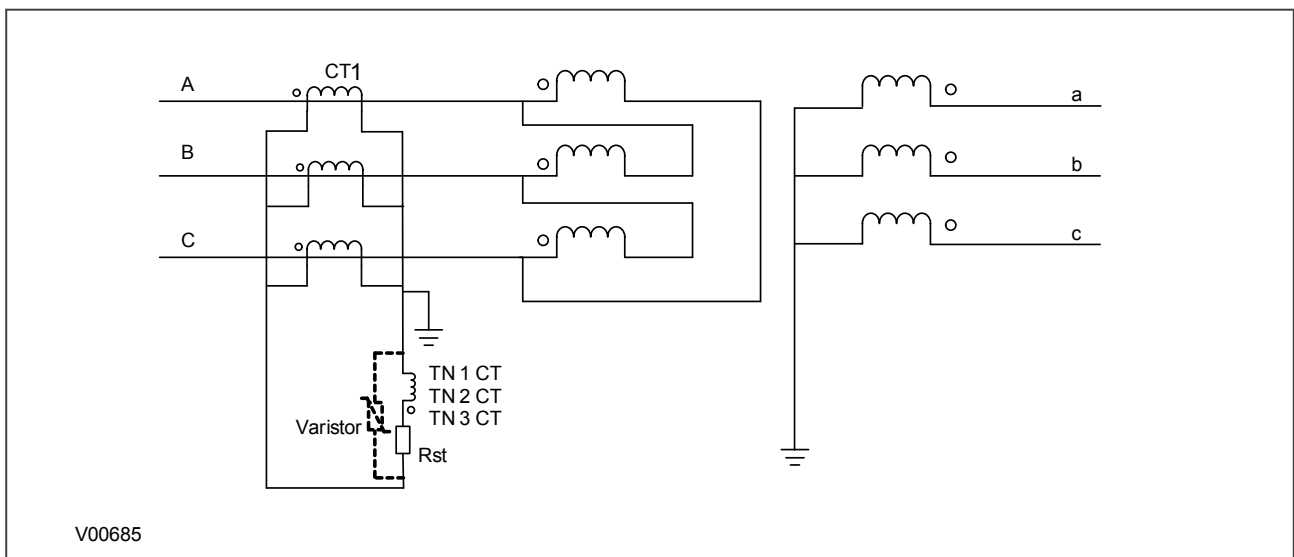 CT1
A
a
B
b
C
c
TN 1 CT
TN 2 CT
TN 3 CT
Varistor
Rst
V00685